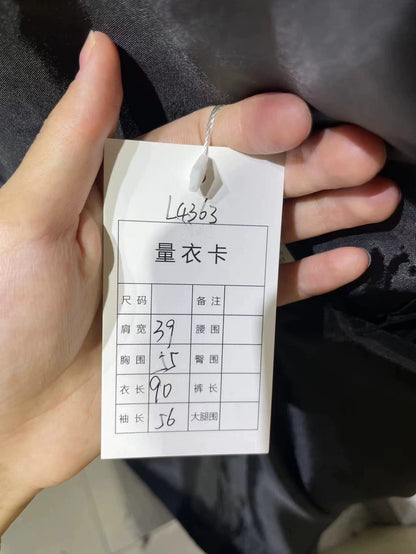 L4363
量衣卡
尺码 备注
肩宽 39 腰围
胸围 55 臀围
衣长 90 裤长
袖长 56 大腿围